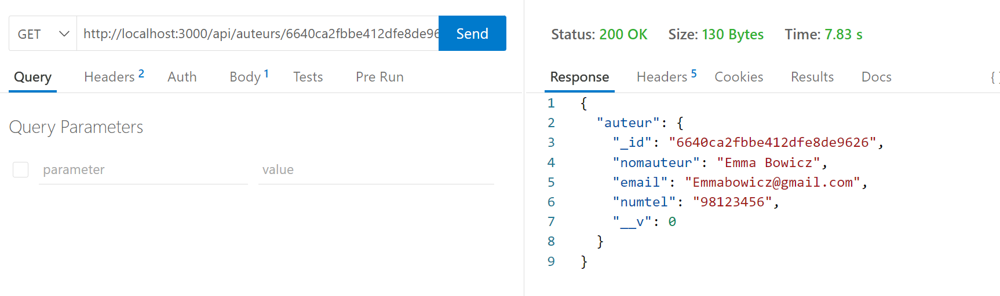 GET http://localhost:3000/api/auteurs/6640ca2fbbe412dfe8de96 Send
Query Headers 2 Auth Body 1 Tests Pre Run
Query Parameters
parameter value
Status: 200 OK Size: 130 Bytes Time: 7.83 s
Response Headers 5 Cookies Results Docs {
1 {
2 "auteur": {
3 "_id": "6640ca2fbbe412dfe8de9626",
4 "nomauteur": "Emma Bowicz",
5 "email": "Emmabowicz@gmail.com",
6 "numtel": "98123456",
7 "__v": 0
8 }
9 }